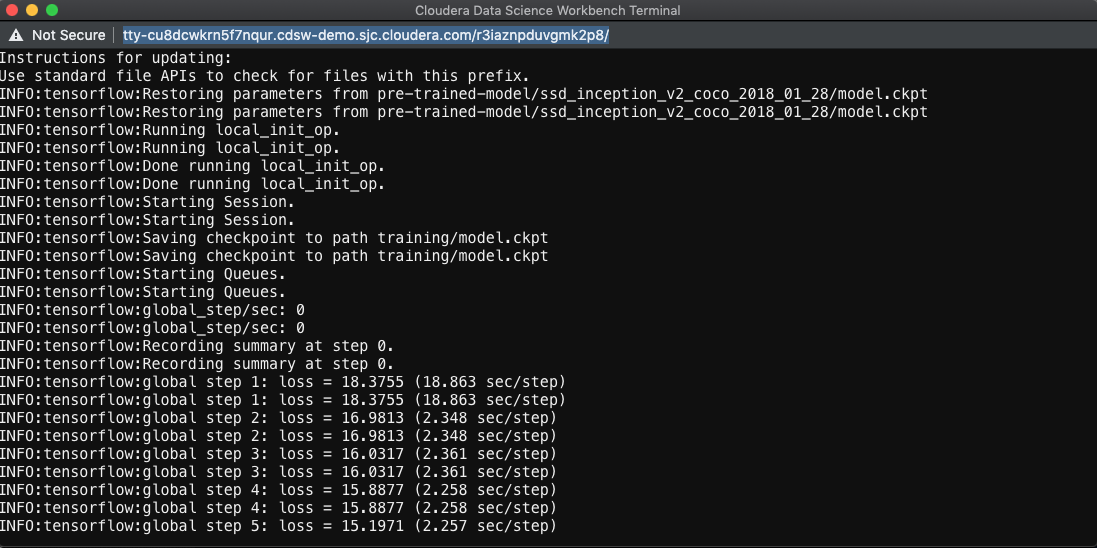 Cloudera Data Science Workbench Terminal
Not Secure | tty-cu8dcwkrn5f7nqur.cdsw-demo.sjc.cloudera.com/r3iaznpduvgmk2p8/
Instructions for updating:
Use standard file APIs to check for files with this prefix.
INFO:tensorflow:Restoring parameters from pre-trained-model/ssd_inception_v2_coco_2018_01_28/model.ckpt
INFO:tensorflow:Restoring parameters from pre-trained-model/ssd_inception_v2_coco_2018_01_28/model.ckpt
INFO:tensorflow:Running local_init_op.
INFO:tensorflow:Running local_init_op.
INFO:tensorflow:Done running local_init_op.
INFO:tensorflow:Done running local_init_op.
INFO:tensorflow:Starting Session.
INFO:tensorflow:Starting Session.
INFO:tensorflow:Saving checkpoint to path training/model.ckpt
INFO:tensorflow:Saving checkpoint to path training/model.ckpt
INFO:tensorflow:Starting Queues.
INFO:tensorflow:Starting Queues.
INFO:tensorflow:global_step/sec: 0
INFO:tensorflow:global_step/sec: 0
INFO:tensorflow:Recording summary at step 0.
INFO:tensorflow:Recording summary at step 0.
INFO:tensorflow:global step 1: loss = 18.3755 (18.863 sec/step)
INFO:tensorflow:global step 1: loss = 18.3755 (18.863 sec/step)
INFO:tensorflow:global step 2: loss = 16.9813 (2.348 sec/step)
INFO:tensorflow:global step 2: loss = 16.9813 (2.348 sec/step)
INFO:tensorflow:global step 3: loss = 16.0317 (2.361 sec/step)
INFO:tensorflow:global step 3: loss = 16.0317 (2.361 sec/step)
INFO:tensorflow:global step 4: loss = 15.8877 (2.258 sec/step)
INFO:tensorflow:global step 4: loss = 15.8877 (2.258 sec/step)
INFO:tensorflow:global step 5: loss = 15.1971 (2.257 sec/step)